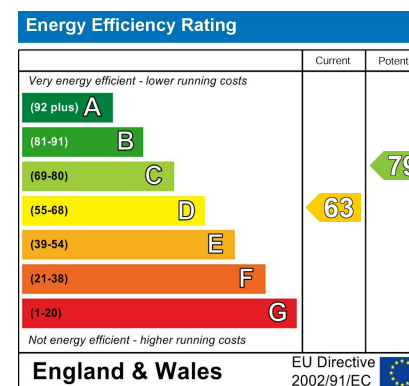 Energy Efficiency Rating
Current
Very energy efficient - lower running costs
(92 plus) A
(81-91) B
(69-80) C
79
(55-68) D
63
(39-54) E
(21-38) F
(1-20) G
Not energy efficient - higher running costs
England & Wales
EU Directive
2002/91/EC